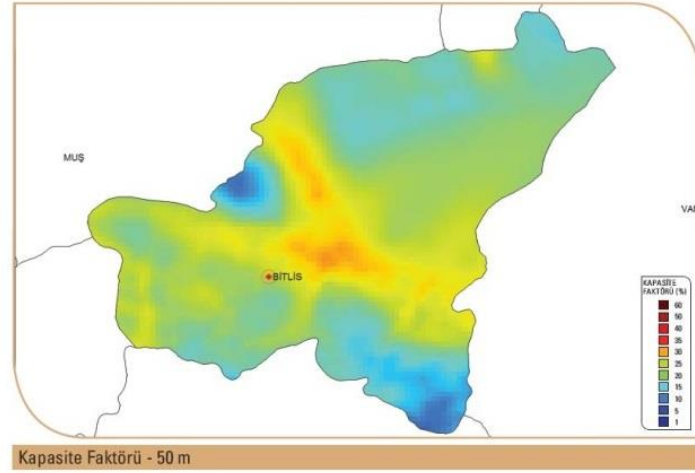 MUŞ
VAN
BİTLİS
KAPASİTE
FAKTÖRÜ (%)
60
50
40
35
30
25
20
15
10
5
1
Kapasite Faktörü - 50 m